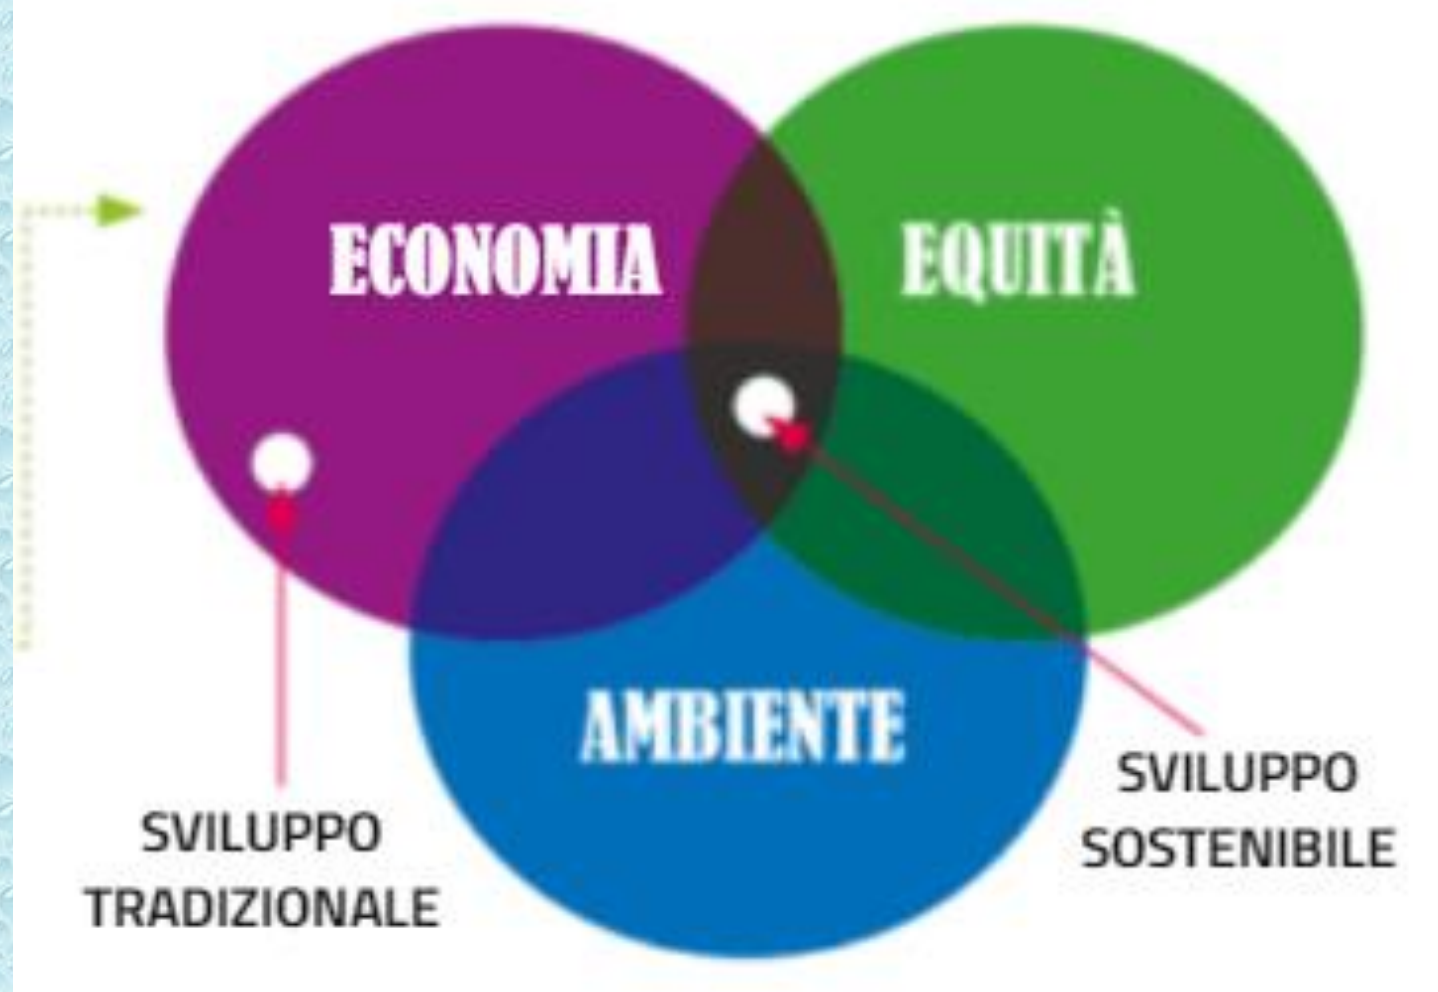 ECONOMIA
EQUITÀ
AMBIENTE
SVILUPPO
TRADIZIONALE
SVILUPPO
SOSTENIBILE